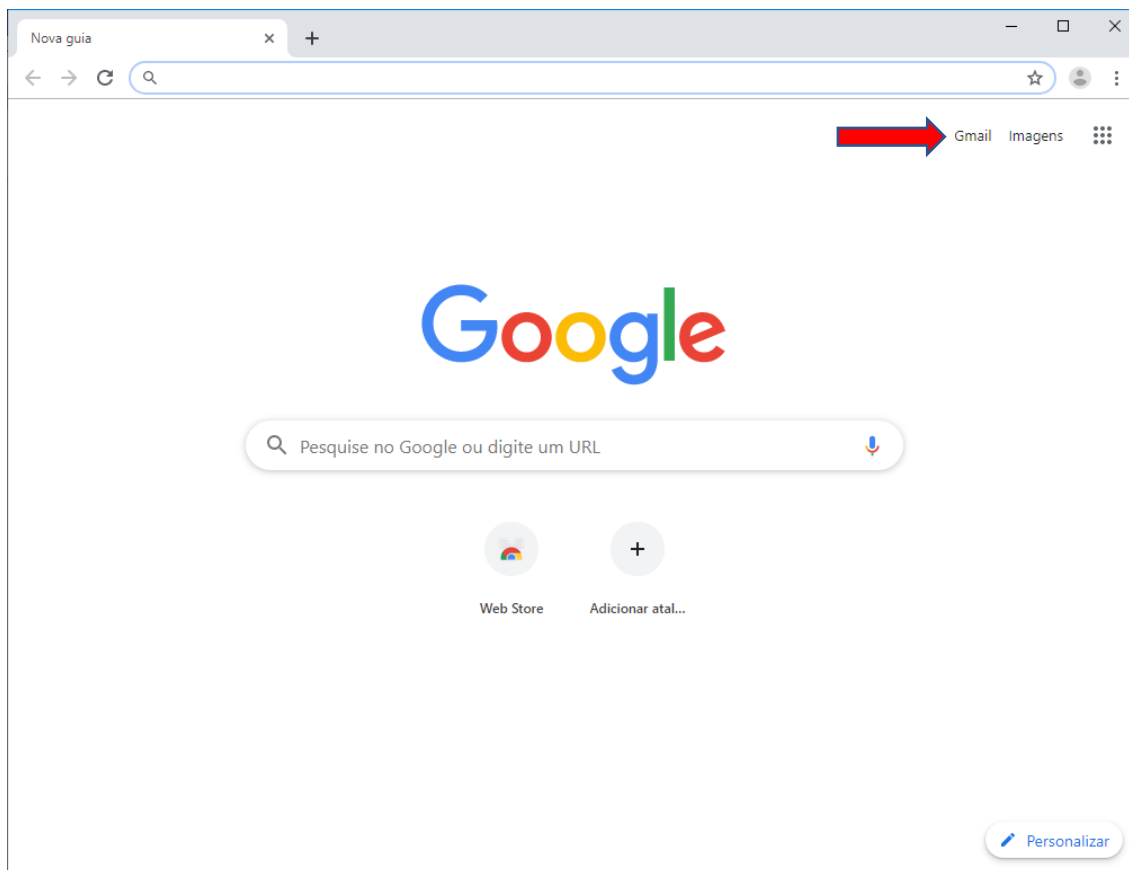 Nova guia
Gmail Imagens
Google
Pesquise no Google ou digite um URL
Web Store Adicionar atal...
Personalizar